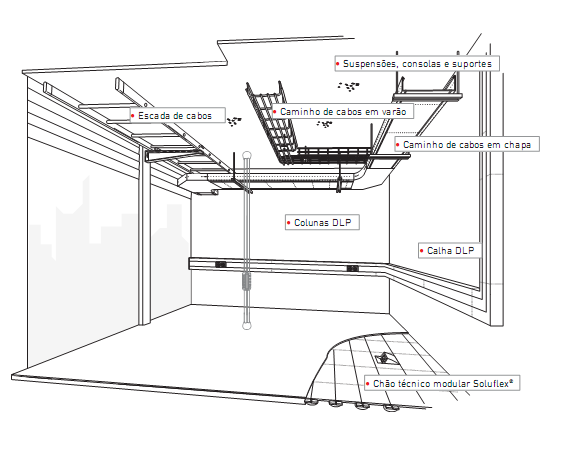 Suspensões, consolas e suportes
Escada de cabos
Caminho de cabos em varão
Caminho de cabos em chapa
Colunas DLP
Calha DLP
Chão técnico modular Soluflex®